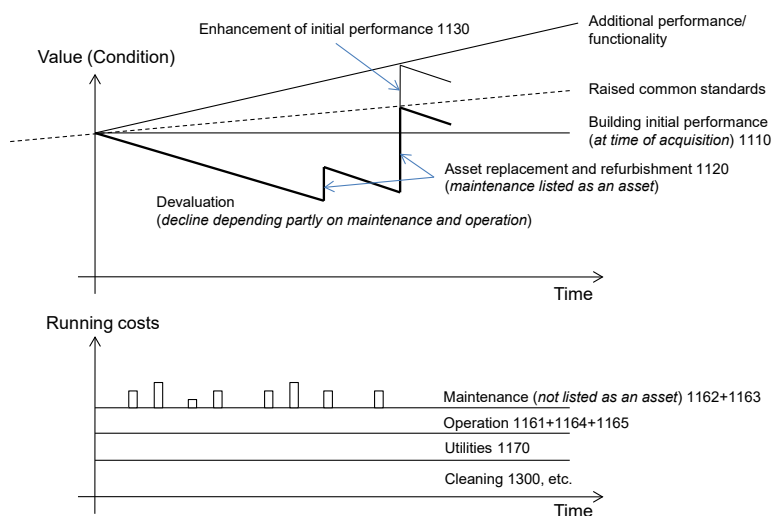 Enhancement of initial performance 1130
Additional performance/
functionality
Value (Condition)
Raised common standards
Building initial performance
(at time of acquisition) 1110
Asset replacement and refurbishment 1120
(maintenance listed as an asset)
Devaluation
(decline depending partly on maintenance and operation)
Time
Running costs
Maintenance (not listed as an asset) 1162+1163
Operation 1161+1164+1165
Utilities 1170
Cleaning 1300, etc.
Time